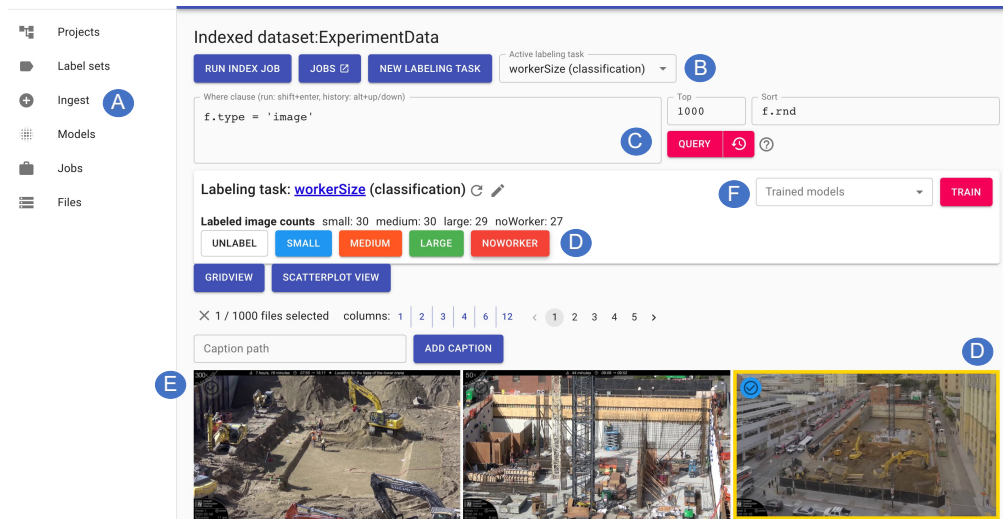 Projects
Label sets
Ingest
A
Models
Jobs
Files
Indexed dataset:ExperimentData
RUN INDEX JOB
JOBS
NEW LABELING TASK
Active labeling task
workerSize (classification)
B
Where clause (run: shift+enter, history: alt+up/down)
f.type = 'image'
C
Top
1000
Sort
f.rnd
QUERY
Labeling task: workerSize (classification)
F
Trained models
TRAIN
Labeled image counts small: 30 medium: 30 large: 29 noWorker: 27
UNLABEL
SMALL
MEDIUM
LARGE
NOWORKER
D
GRIDVIEW
SCATTERPLOT VIEW
1 / 1000 files selected
columns: 1 2 3 4 6 12
< 1 2 3 4 5 >
Caption path
ADD CAPTION
D
E
300×
50×